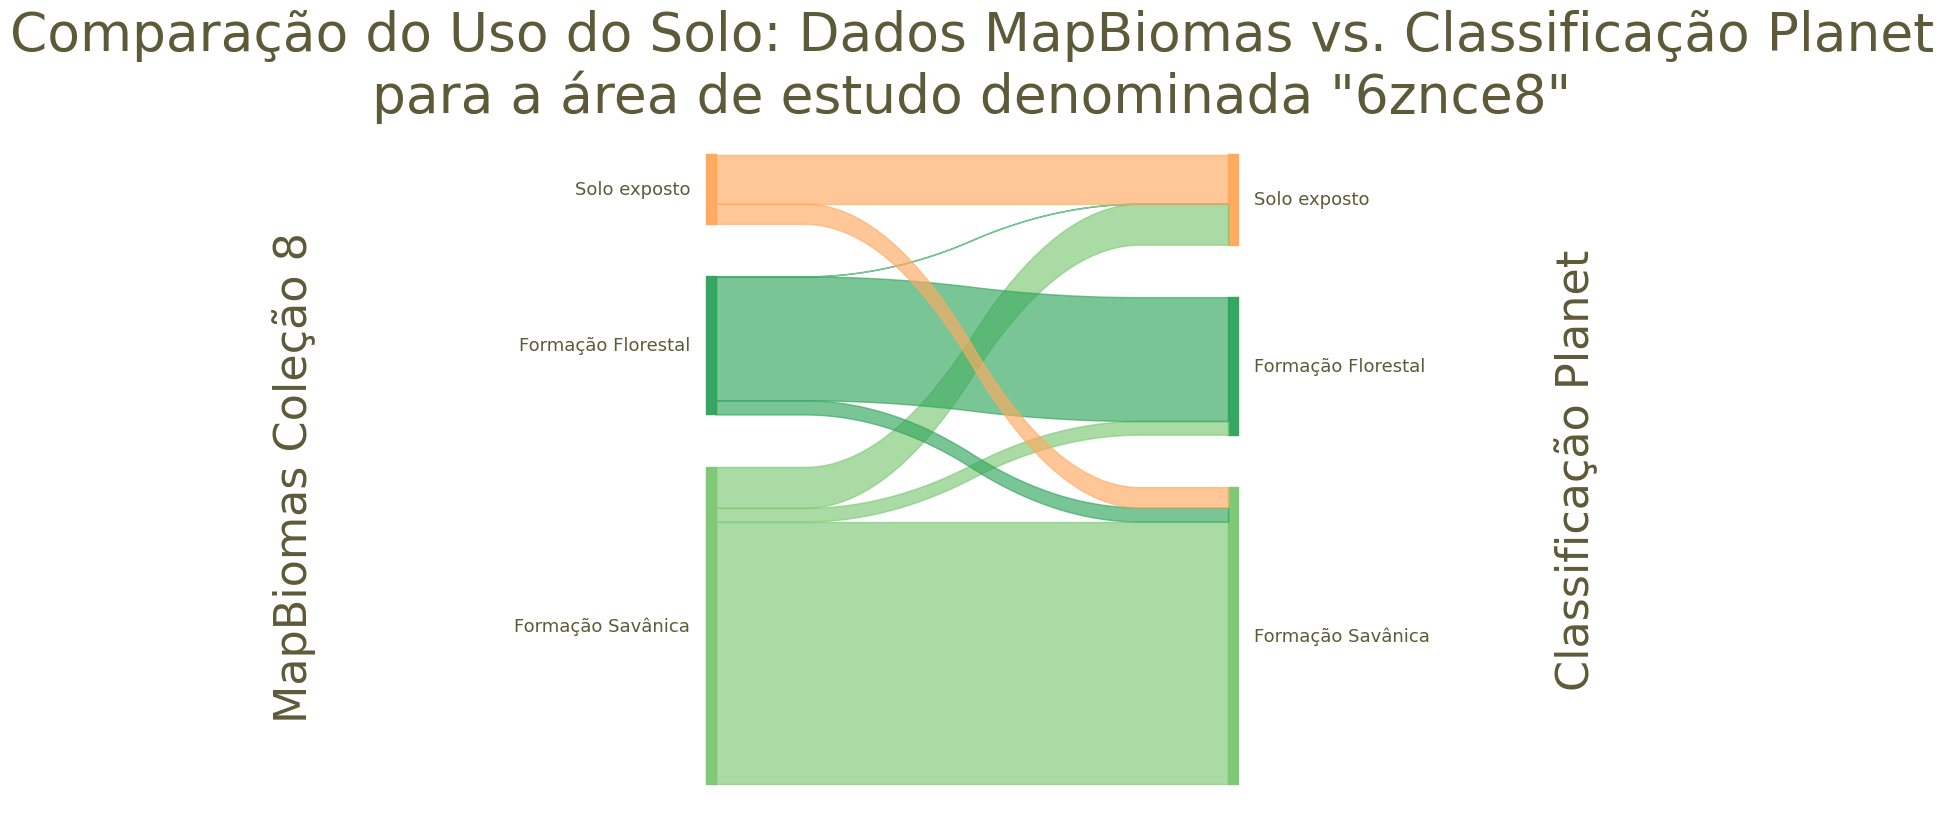 Comparação do Uso do Solo: Dados MapBiomas vs. Classificação Planet
para a área de estudo denominada "6znce8"
MapBiomas Coleção 8
Solo exposto
Formação Florestal
Formação Savânica
Solo exposto
Formação Florestal
Formação Savânica
Classificação Planet